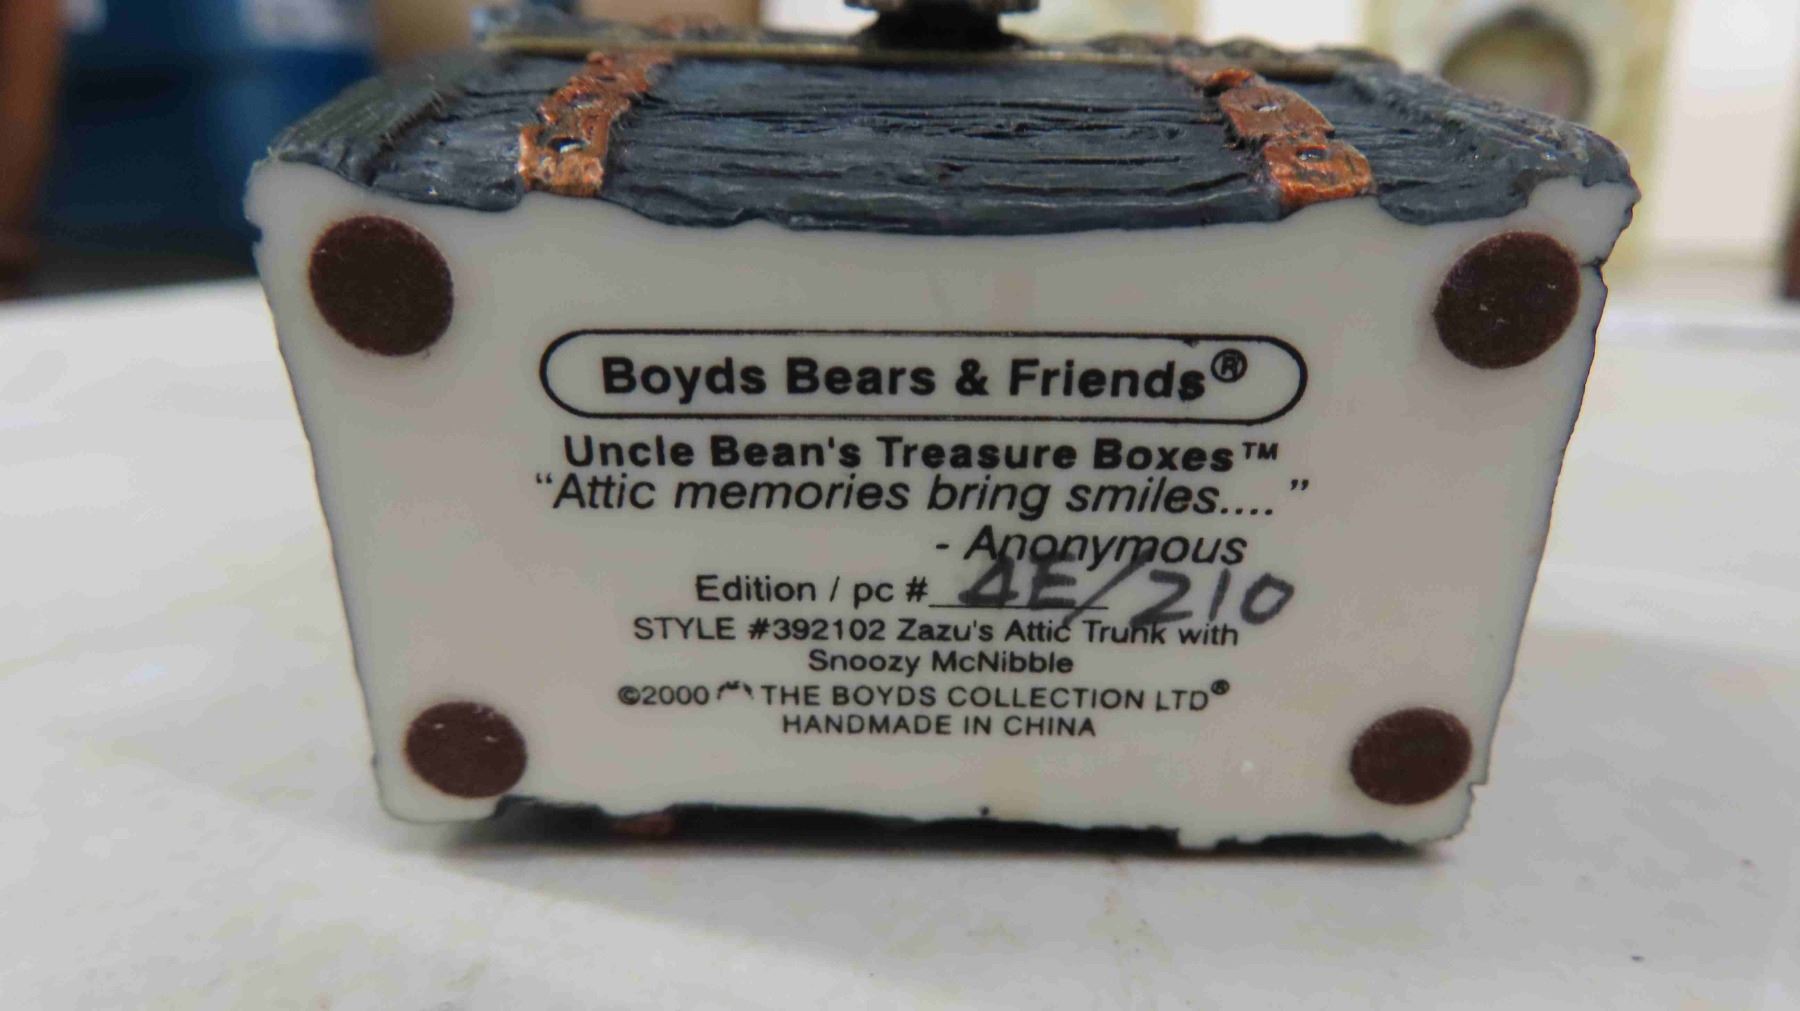 Boyds Bears & Friends®
Uncle Bean's Treasure Boxes™
“Attic memories bring smiles....”
- Anonymous
Edition / pc # 4E/210
STYLE #392102 Zazu's Attic Trunk with
Snoozy McNibble
©2000 THE BOYDS COLLECTION LTD®
HANDMADE IN CHINA